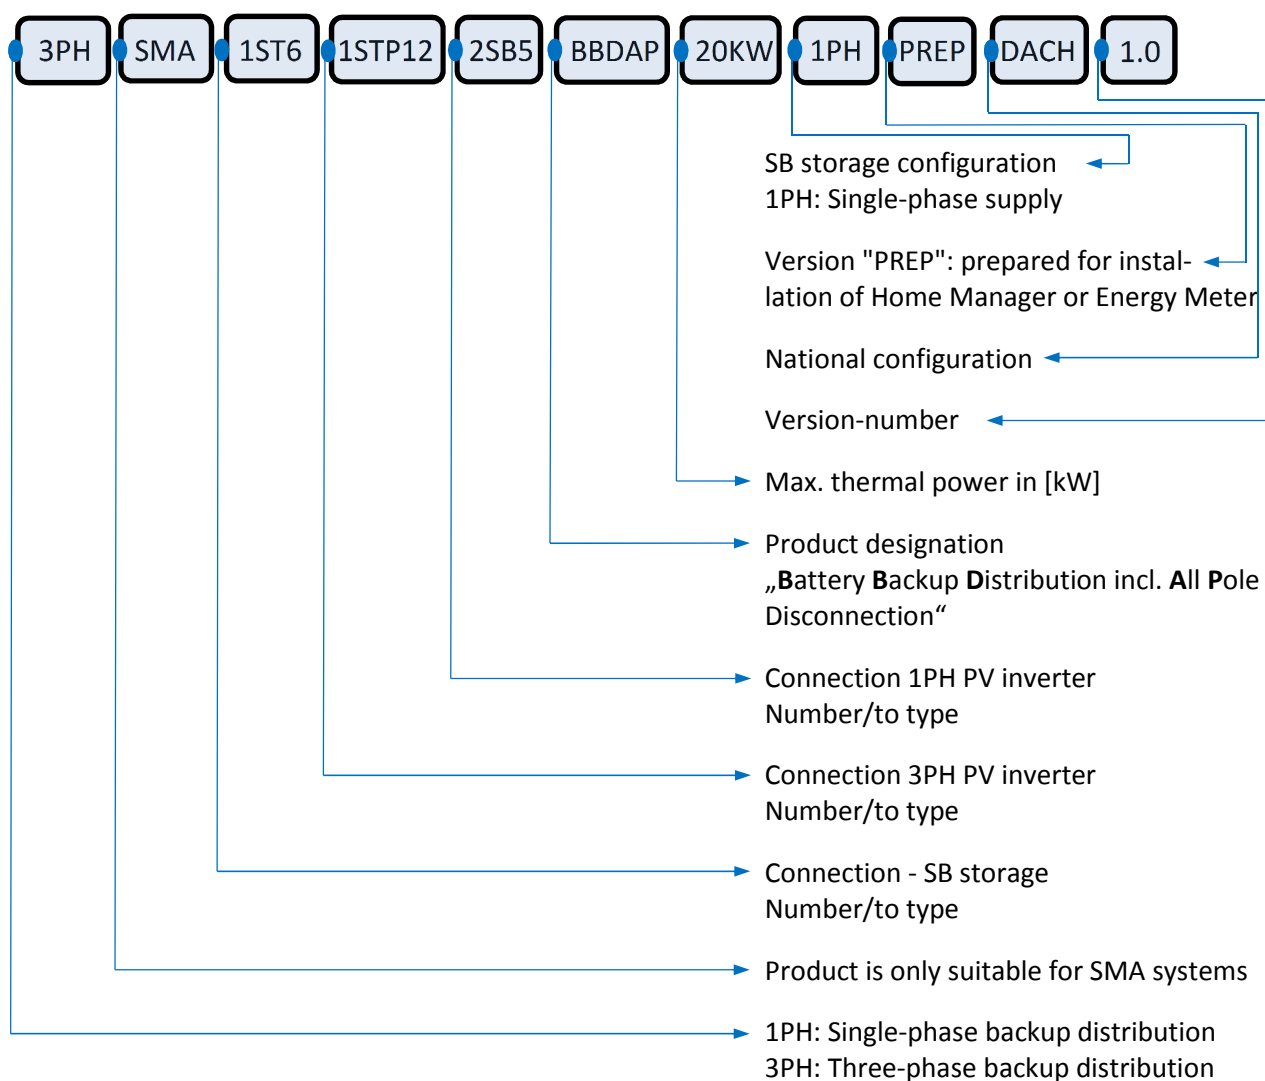 3PH SMA 1ST6 1STP12 2SB5 BBDAP 20KW 1PH PREP DACH 1.0
SB storage configuration
1PH: Single-phase supply
Version "PREP": prepared for instal-
lation of Home Manager or Energy Meter
National configuration
Version-number
Max. thermal power in [kW]
Product designation
„Battery Backup Distribution incl. All Pole
Disconnection“
Connection 1PH PV inverter
Number/to type
Connection 3PH PV inverter
Number/to type
Connection - SB storage
Number/to type
Product is only suitable for SMA systems
1PH: Single-phase backup distribution
3PH: Three-phase backup distribution